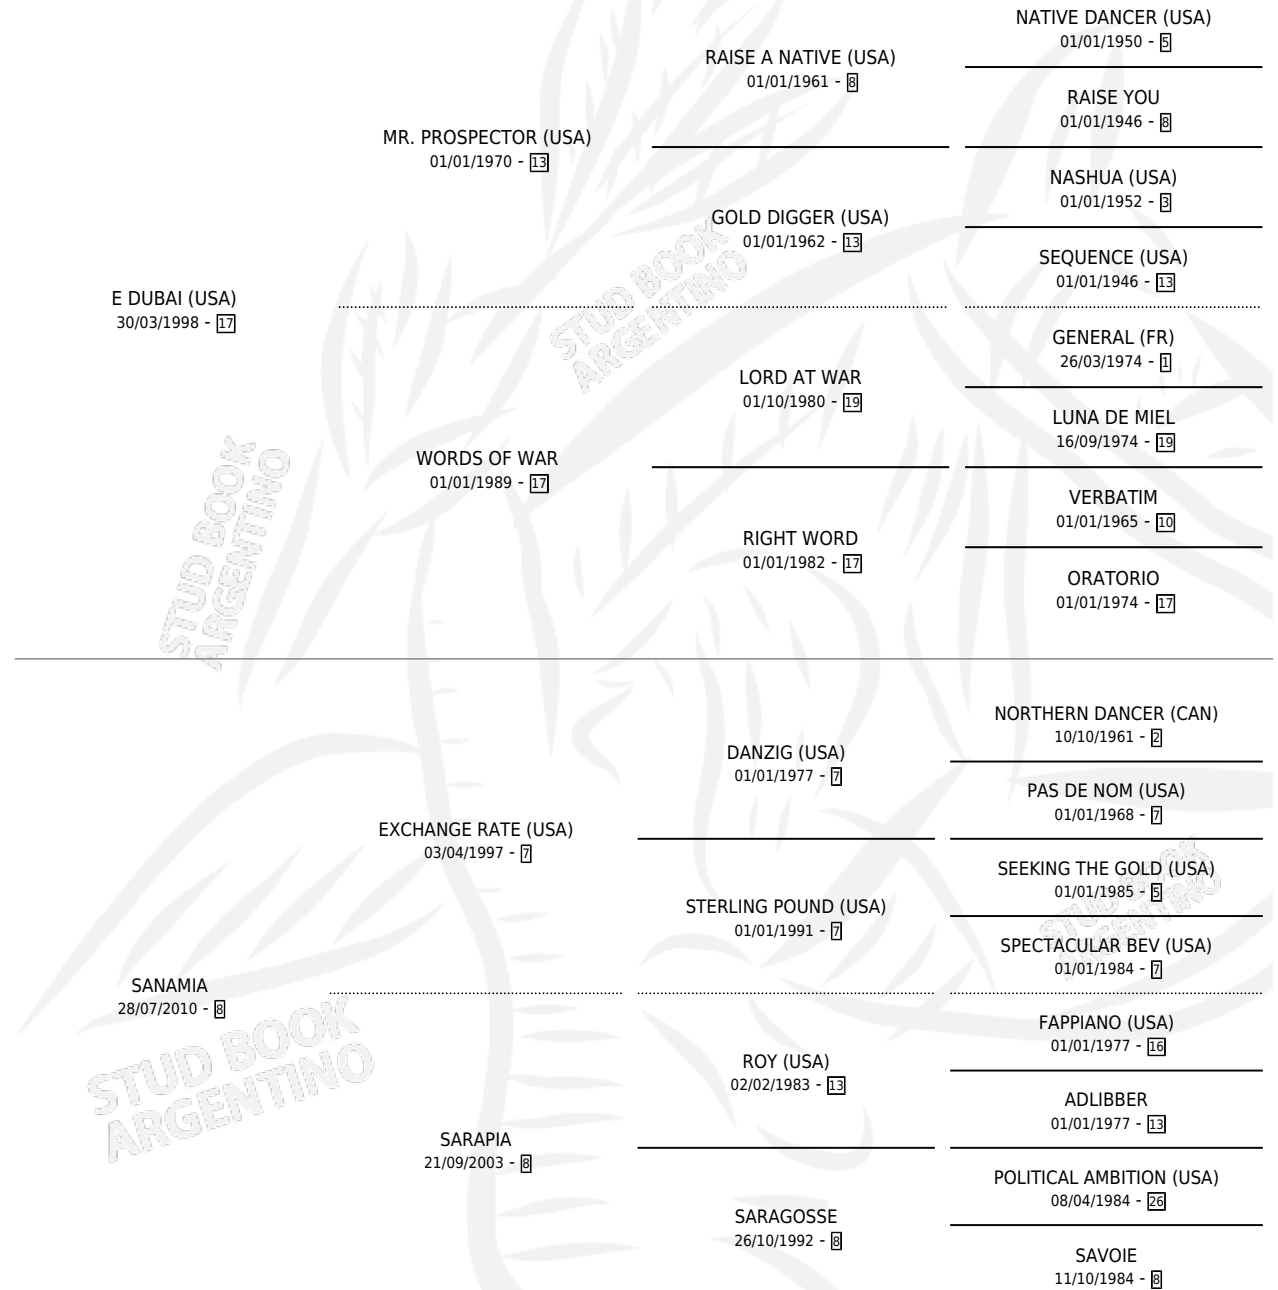 NATIVE DANCER (USA)
01/01/1950 - 5
RAISE A NATIVE (USA)
01/01/1961 - 8
RAISE YOU
01/01/1946 - 8
MR. PROSPECTOR (USA)
01/01/1970 - 13
NASHUA (USA)
01/01/1952 - 3
GOLD DIGGER (USA)
01/01/1962 - 13
SEQUENCE (USA)
01/01/1946 - 13
E DUBAI (USA)
30/03/1998 - 17
STUD BOOK
ARGENTINO
GENERAL (FR)
26/03/1974 - 1
LORD AT WAR
01/10/1980 - 19
LUNA DE MIEL
16/09/1974 - 19
WORDS OF WAR
01/01/1989 - 17
VERBATIM
01/01/1965 - 10
RIGHT WORD
01/01/1982 - 17
ORATORIO
01/01/1974 - 17
STUD BOOK
ARGENTINO
NORTHERN DANCER (CAN)
10/10/1961 - 2
DANZIG (USA)
01/01/1977 - 7
PAS DE NOM (USA)
01/01/1968 - 7
EXCHANGE RATE (USA)
03/04/1997 - 7
SEEKING THE GOLD (USA)
01/01/1985 - 5
STERLING POUND (USA)
01/01/1991 - 7
SPECTACULAR BEV (USA)
01/01/1984 - 7
STUD BOOK
ARGENTINO
SANAMIA
28/07/2010 - 8
STUD BOOK
ARGENTINO
FAPPIANO (USA)
01/01/1977 - 16
ROY (USA)
02/02/1983 - 13
ADLIBBER
01/01/1977 - 13
SARAPIA
21/09/2003 - 8
POLITICAL AMBITION (USA)
08/04/1984 - 26
SARAGOSSE
26/10/1992 - 8
SAVOIE
11/10/1984 - 8